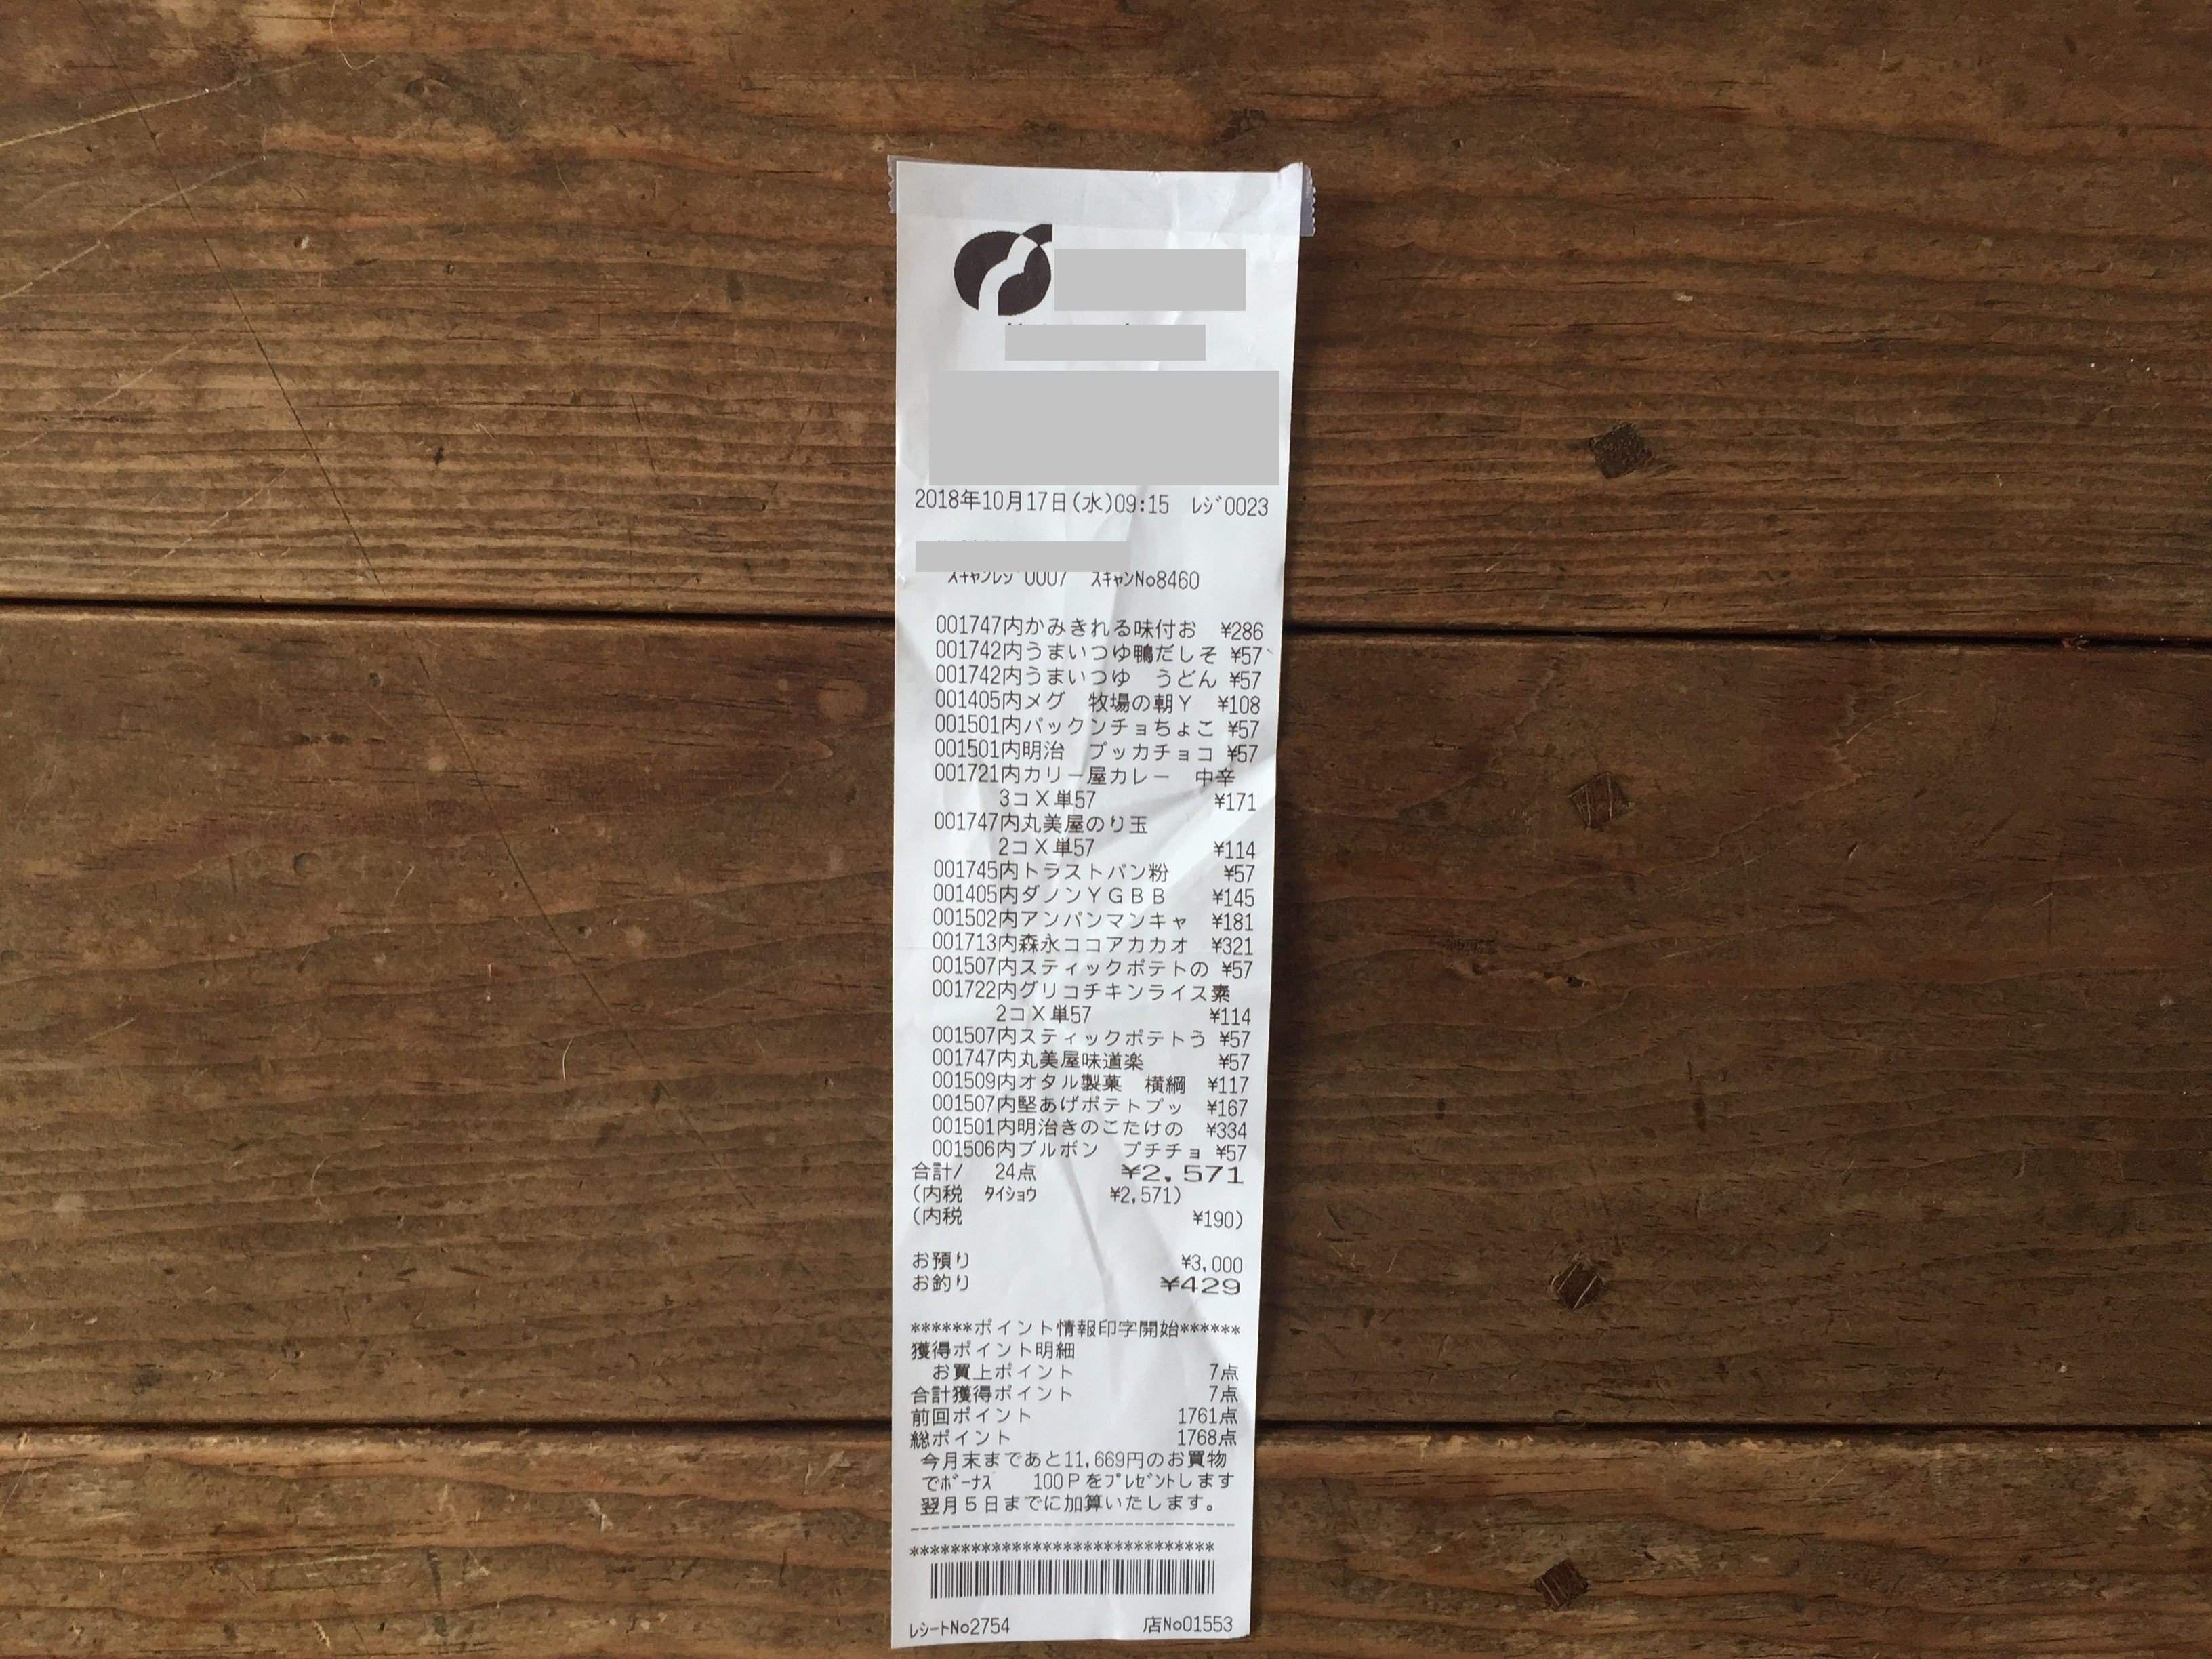 2018年10月17日(水)09:15 ﾚｼﾞ0023
ｽｷｬﾝﾚｼﾞ0007 ｽｷｬﾝNo8460
001747内かみきれる味付お ¥286
001742内うまいつゆ鴨だしそ ¥57
001742内うまいつゆ うどん ¥57
001405内メグ 牧場の朝Y ¥108
001501内パックンチョちょこ ¥57
001501内明治 プッカチョコ ¥57
001721内カリー屋カレー 中辛
3コX単57 ¥171
001747内丸美屋のり玉
2コX単57 ¥114
001745内トラストパン粉 ¥57
001405内ダノンYGBB ¥145
001502内アンパンマンキャ ¥181
001713内森永ココアカカオ ¥321
001507内スティックポテトの ¥57
001722内グリコチキンライス素
2コX単57 ¥114
001507内スティックポテトう ¥57
001747内丸美屋味道楽 ¥57
001509内オタル製菓 横綱 ¥117
001507内堅あげポテトブッ ¥167
001501内明治きのこたけの ¥334
001506内ブルボン プチチョ ¥57
合計/ 24点 ¥2,571
(内税 ﾀｲｼｮｳ ¥2,571)
(内税 ¥190)
お預り ¥3,000
お釣り ¥429
******ポイント情報印字開始******
獲得ポイント明細
お買上ポイント 7点
合計獲得ポイント 7点
前回ポイント 1761点
総ポイント 1768点
今月末まであと11,669円のお買物
でﾎﾞｰﾅｽ 100Pをﾌﾟﾚｾﾞﾝﾄします
翌月5日までに加算いたします。
------------------------------
*****************************
ﾚｼｰﾄNo2754 店No01553